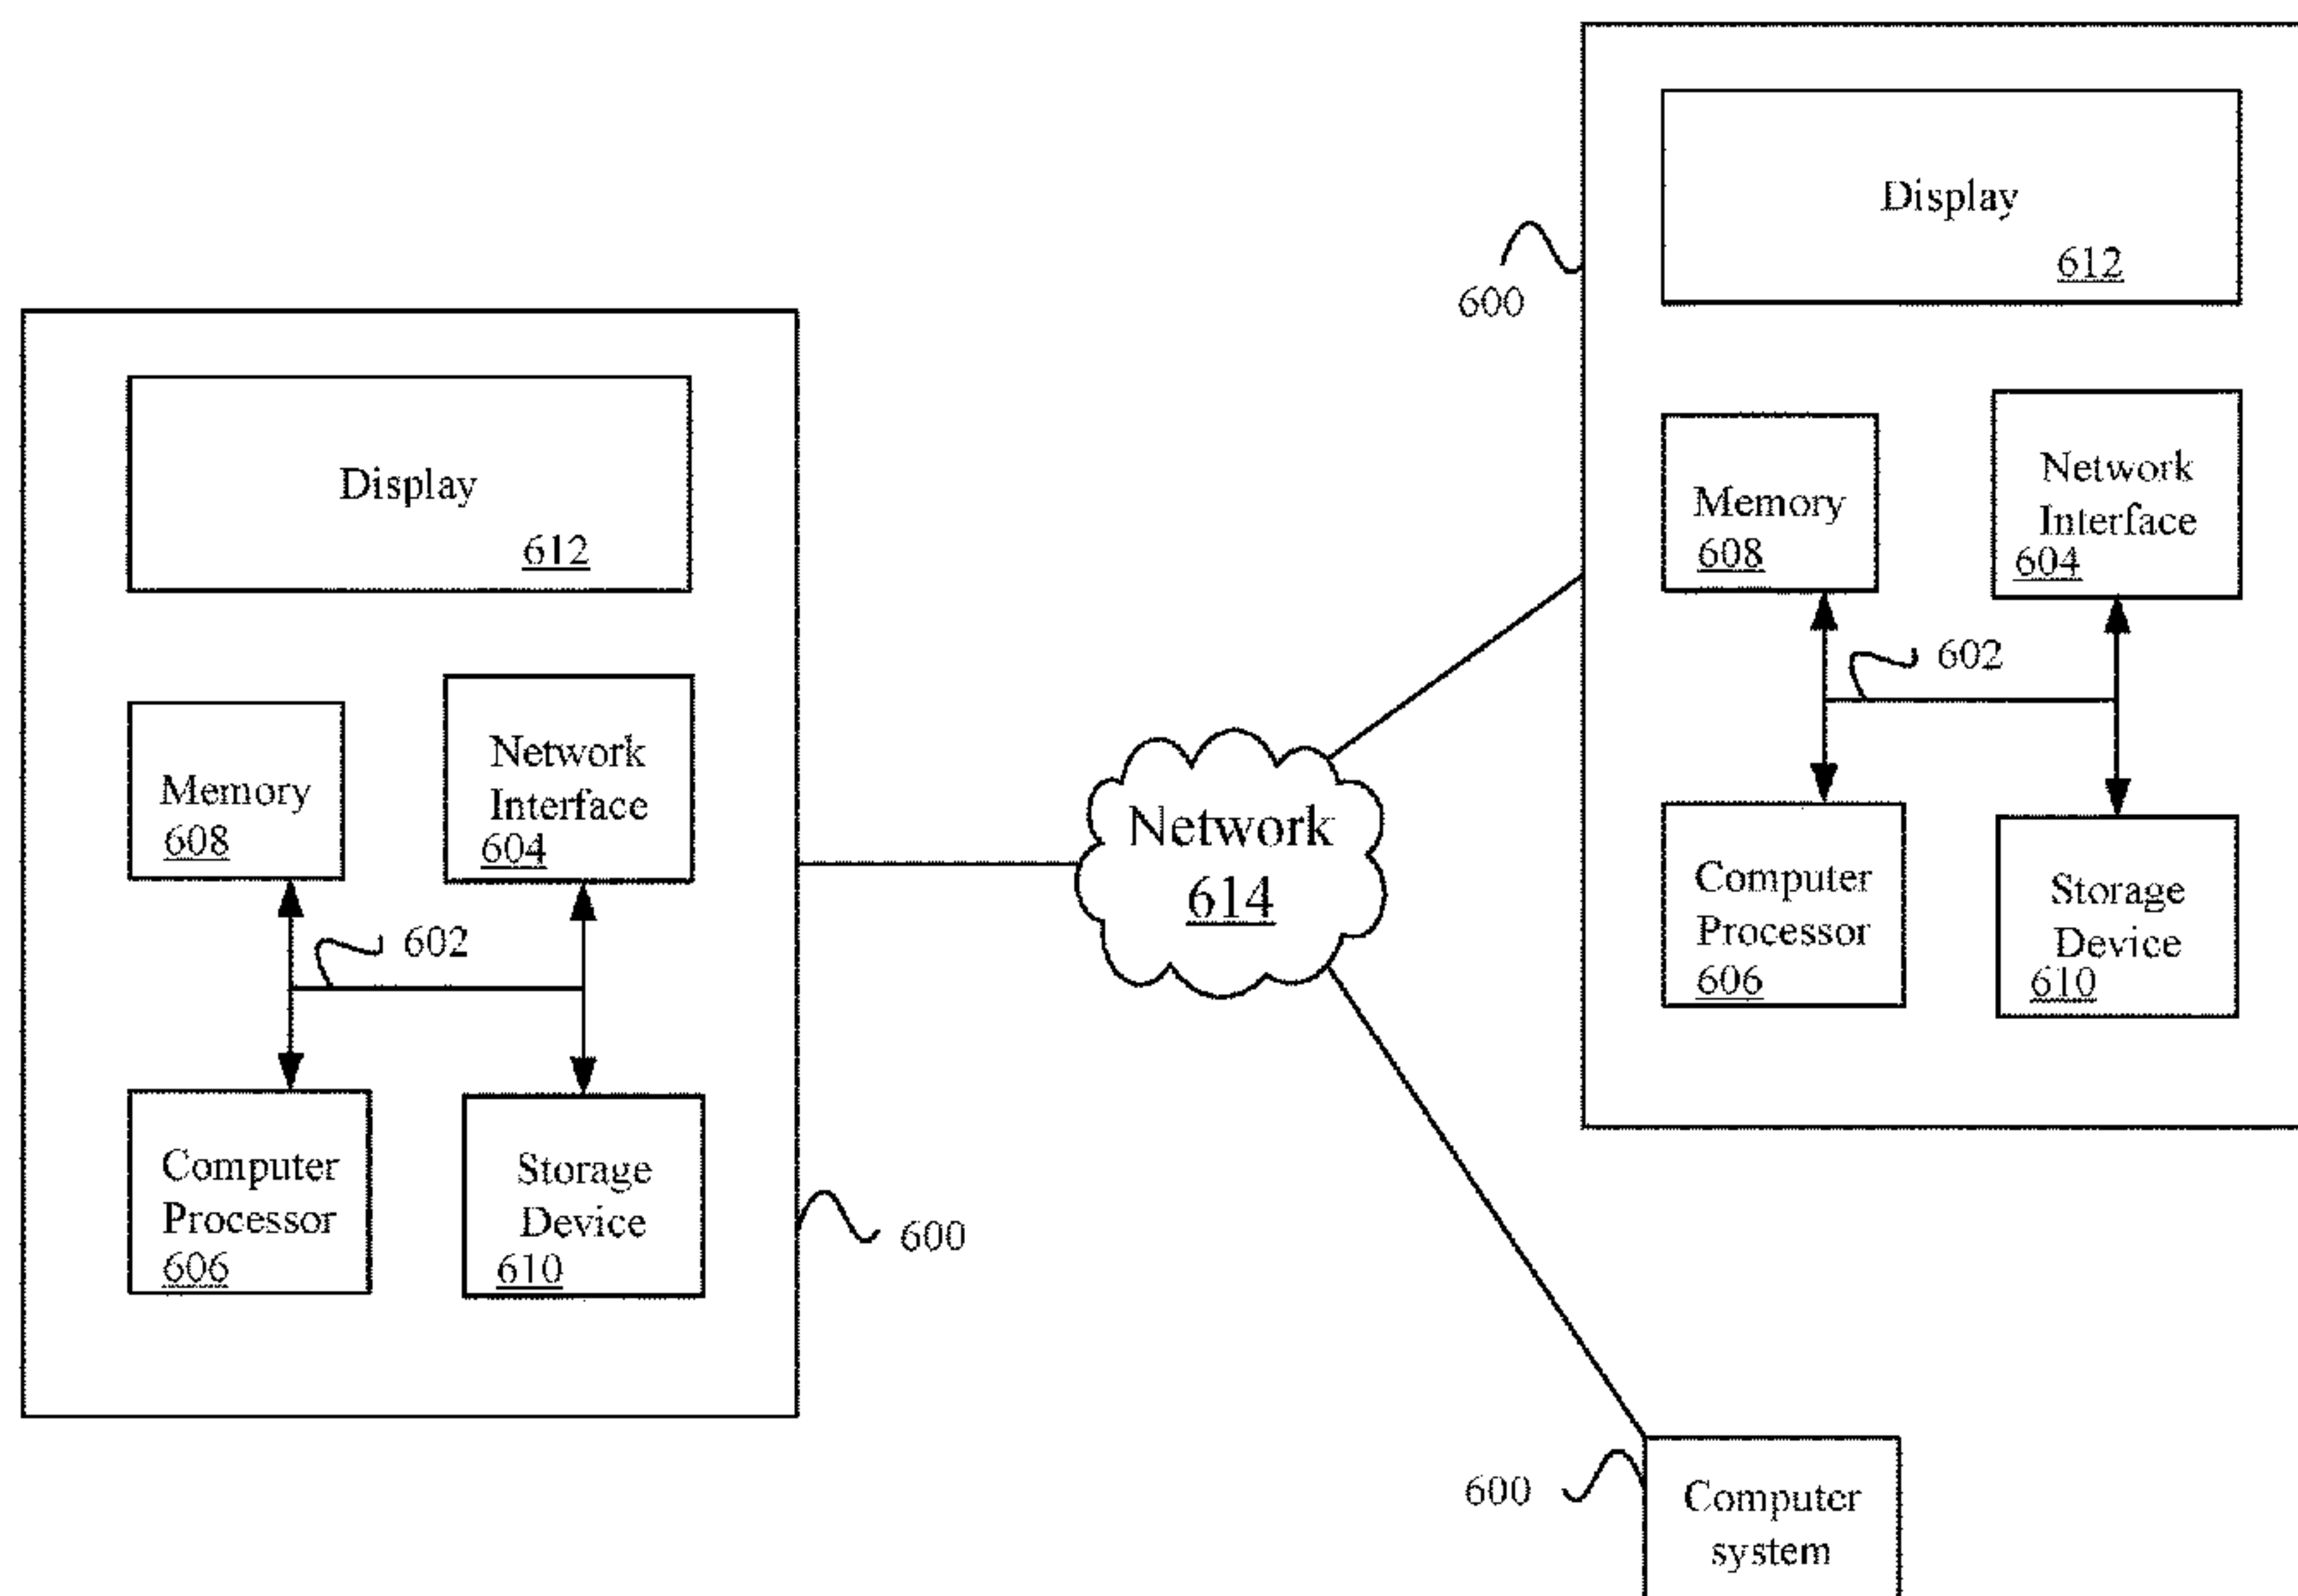 Display
612
600
Display
612
Memory
608
Network
Interface
604
602
Memory
608
Network
Interface
604
602
Network
614
Computer
Processor
606
Storage
Device
610
Computer
Processor
606
Storage
Device
610
600
600
Computer
system